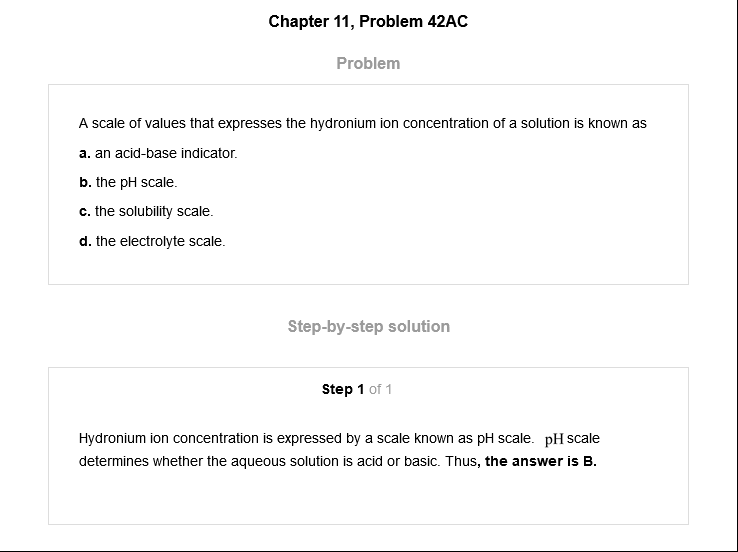 Chapter 11, Problem 42AC
Problem
A scale of values that expresses the hydronium ion concentration of a solution is known as
a. an acid-base indicator.
b. the pH scale.
c. the solubility scale.
d. the electrolyte scale.
Step-by-step solution
Step 1 of 1
Hydronium ion concentration is expressed by a scale known as pH scale. pH scale
determines whether the aqueous solution is acid or basic. Thus, the answer is B.